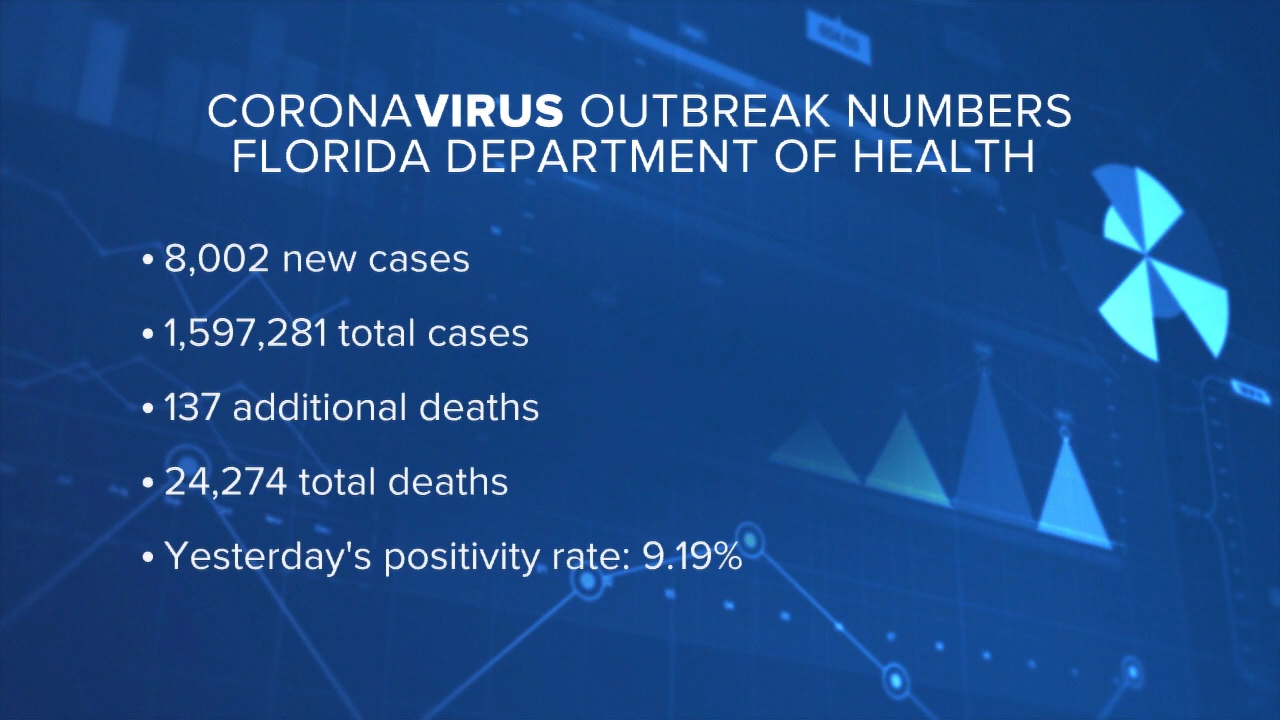 CORONAVIRUS OUTBREAK NUMBERS
FLORIDA DEPARTMENT OF HEALTH
• 8,002 new cases
• 1,597,281 total cases
• 137 additional deaths
• 24,274 total deaths
• Yesterday's positivity rate: 9.19%